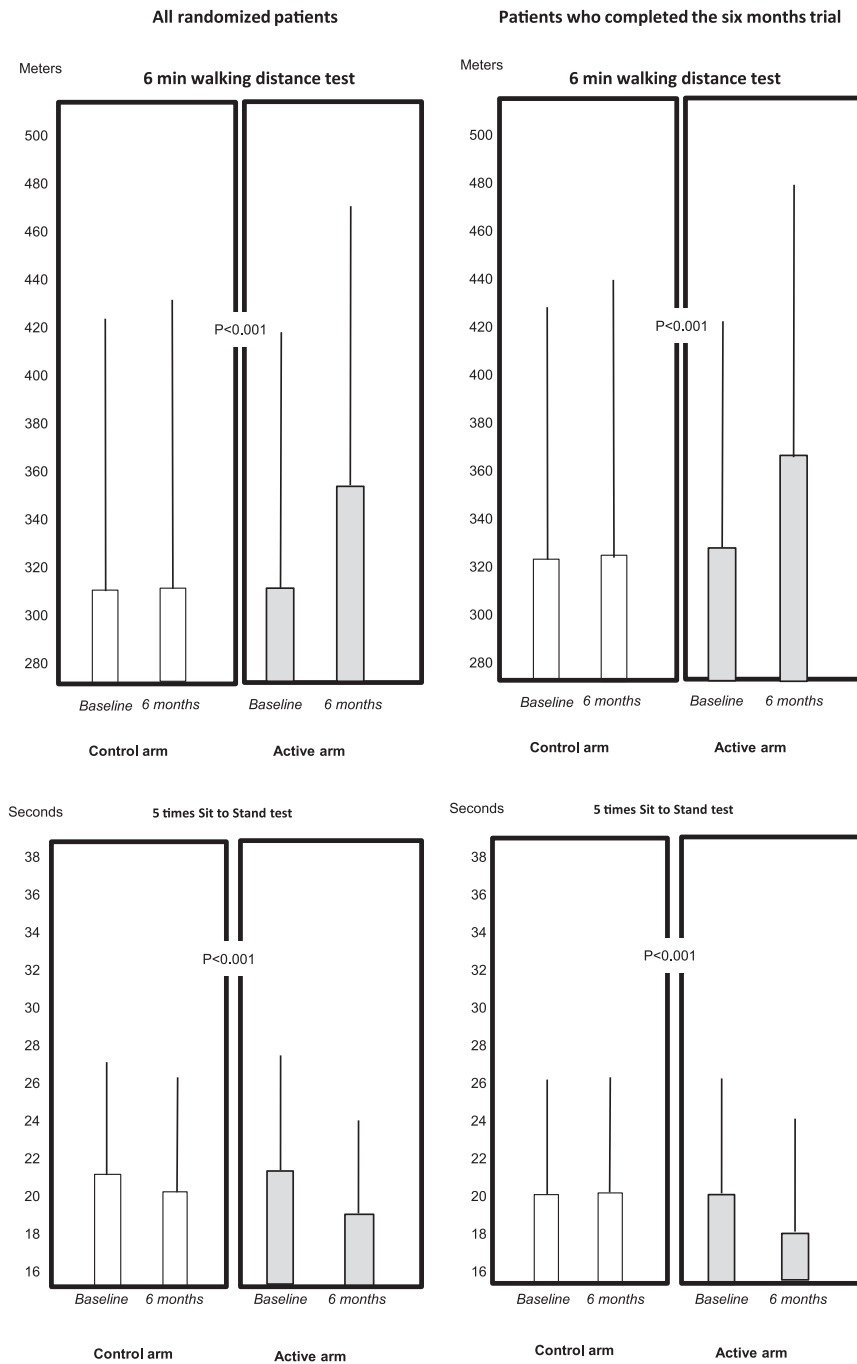 All randomized patients
Patients who completed the six months trial
Meters
6 min walking distance test
500
480
460
440
420
400
380
360
340
320
300
280
P<0.001
Baseline 6 months Baseline 6 months
Control arm Active arm
Meters
6 min walking distance test
500
480
460
440
420
400
380
360
340
320
300
280
P<0.001
Baseline 6 months Baseline 6 months
Control arm Active arm
Seconds
5 times Sit to Stand test
38
36
34
32
30
28
26
24
22
20
18
16
P<0.001
Baseline 6 months Baseline 6 months
Control arm Active arm
Seconds
5 times Sit to Stand test
38
36
34
32
30
28
26
24
22
20
18
16
P<0.001
Baseline 6 months Baseline 6 months
Control arm Active arm